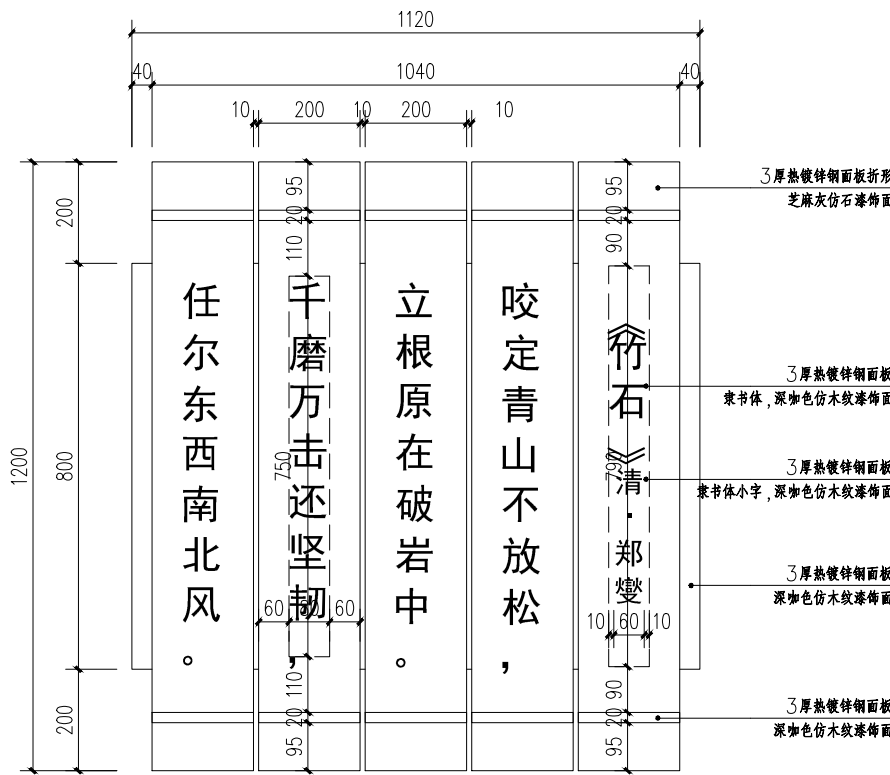 1120
40
1040
40
10
200
10
200
10
《竹石》清·郑燮
咬定青山不放松，
立根原在破岩中。
千磨万击还坚韧，
任尔东西南北风。
1200
200
800
200
95
20
110
750
60
80
60
110
20
95
95
20
90
790
10
60
10
90
20
95
3厚热镀锌钢面板折形
芝麻灰仿石漆饰面
3厚热镀锌钢面板
隶书体,深咖色仿木纹漆饰面
3厚热镀锌钢面板
隶书体小字,深咖色仿木纹漆饰面
3厚热镀锌钢面板
深咖色仿木纹漆饰面
3厚热镀锌钢面板
深咖色仿木纹漆饰面